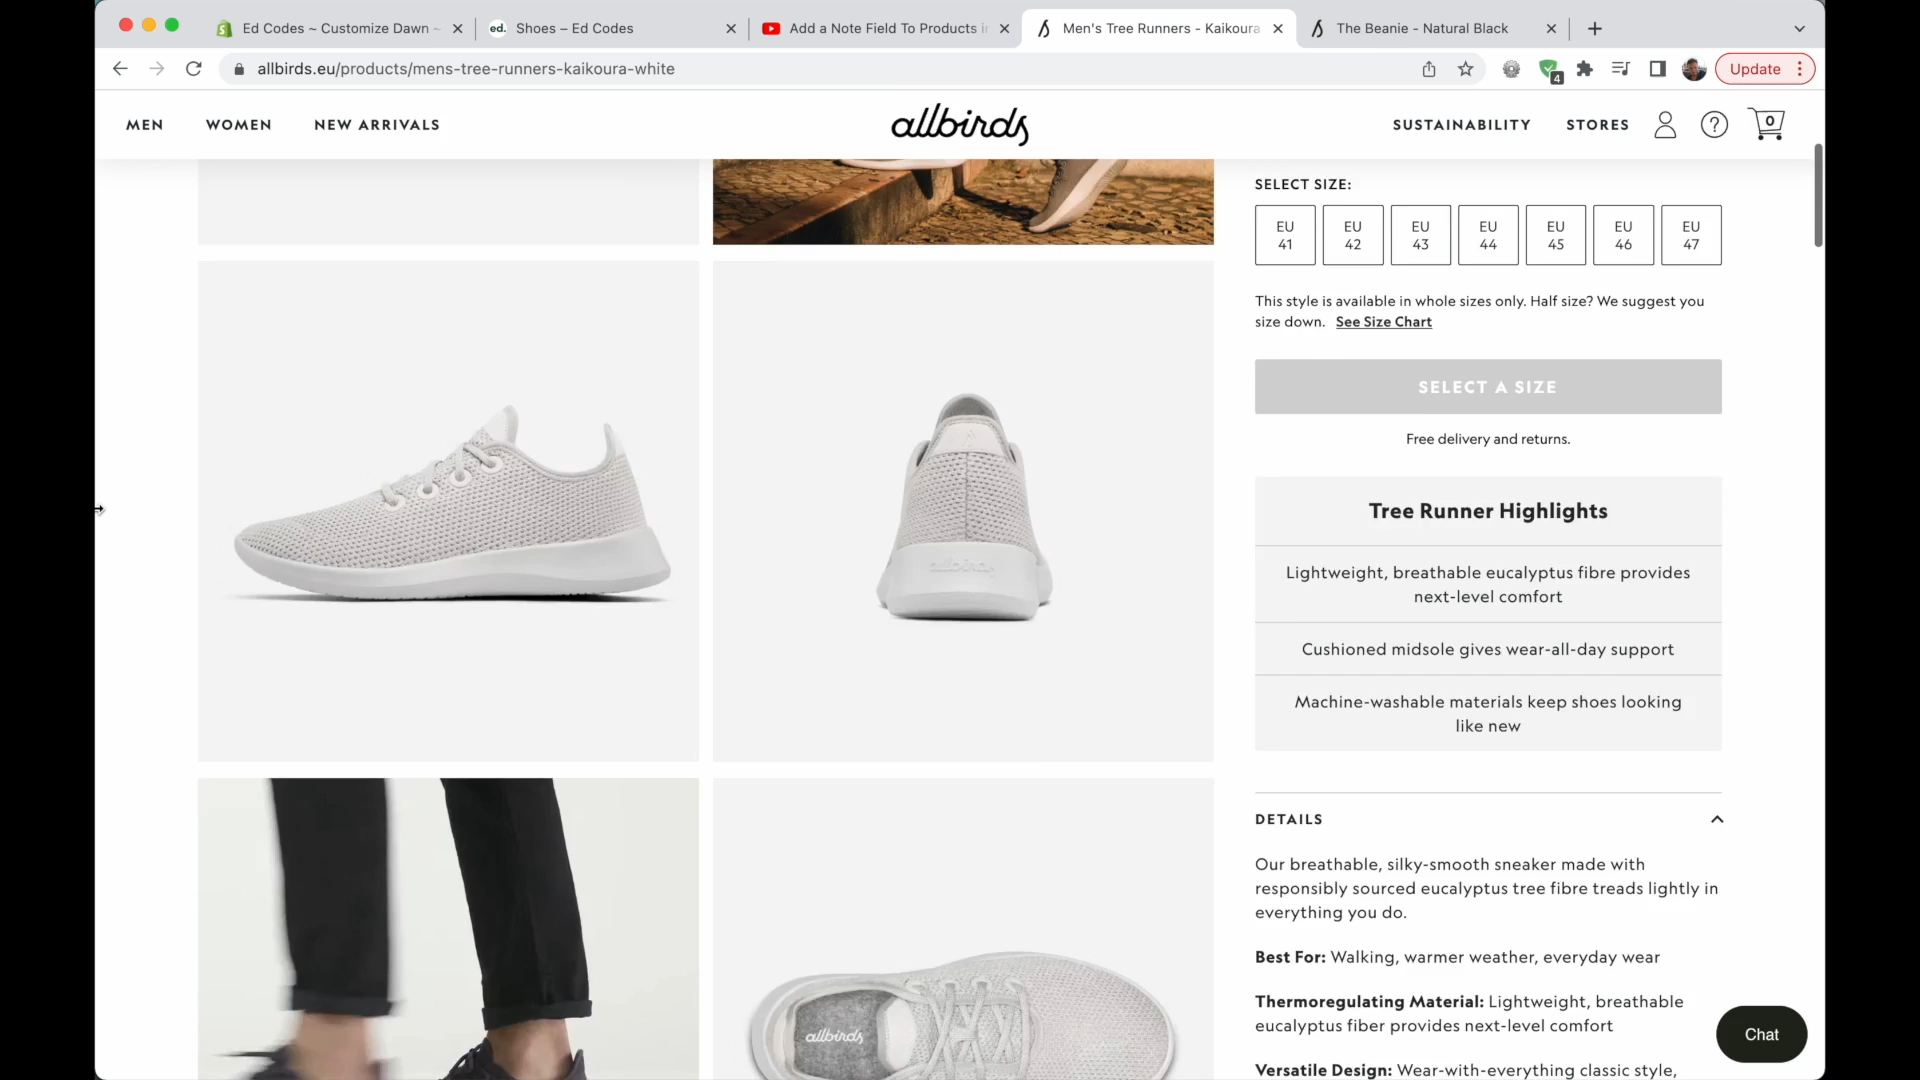 Ed Codes ~ Customize Dawn ~
ed. Shoes – Ed Codes
Add a Note Field To Products in
Men's Tree Runners - Kaikoura
The Beanie - Natural Black
allbirds.eu/products/mens-tree-runners-kaikoura-white
4
Update
MEN
WOMEN
NEW ARRIVALS
allbirds
SUSTAINABILITY
STORES
?
0
SELECT SIZE:
EU
41
EU
42
EU
43
EU
44
EU
45
EU
46
EU
47
This style is available in whole sizes only. Half size? We suggest you
size down. See Size Chart
SELECT A SIZE
Free delivery and returns.
Tree Runner Highlights
Lightweight, breathable eucalyptus fibre provides
next-level comfort
Cushioned midsole gives wear-all-day support
Machine-washable materials keep shoes looking
like new
DETAILS
Our breathable, silky-smooth sneaker made with
responsibly sourced eucalyptus tree fibre treads lightly in
everything you do.
Best For: Walking, warmer weather, everyday wear
Thermoregulating Material: Lightweight, breathable
eucalyptus fiber provides next-level comfort
Versatile Design: Wear-with-everything classic style,
Chat
allbirds
allbirds